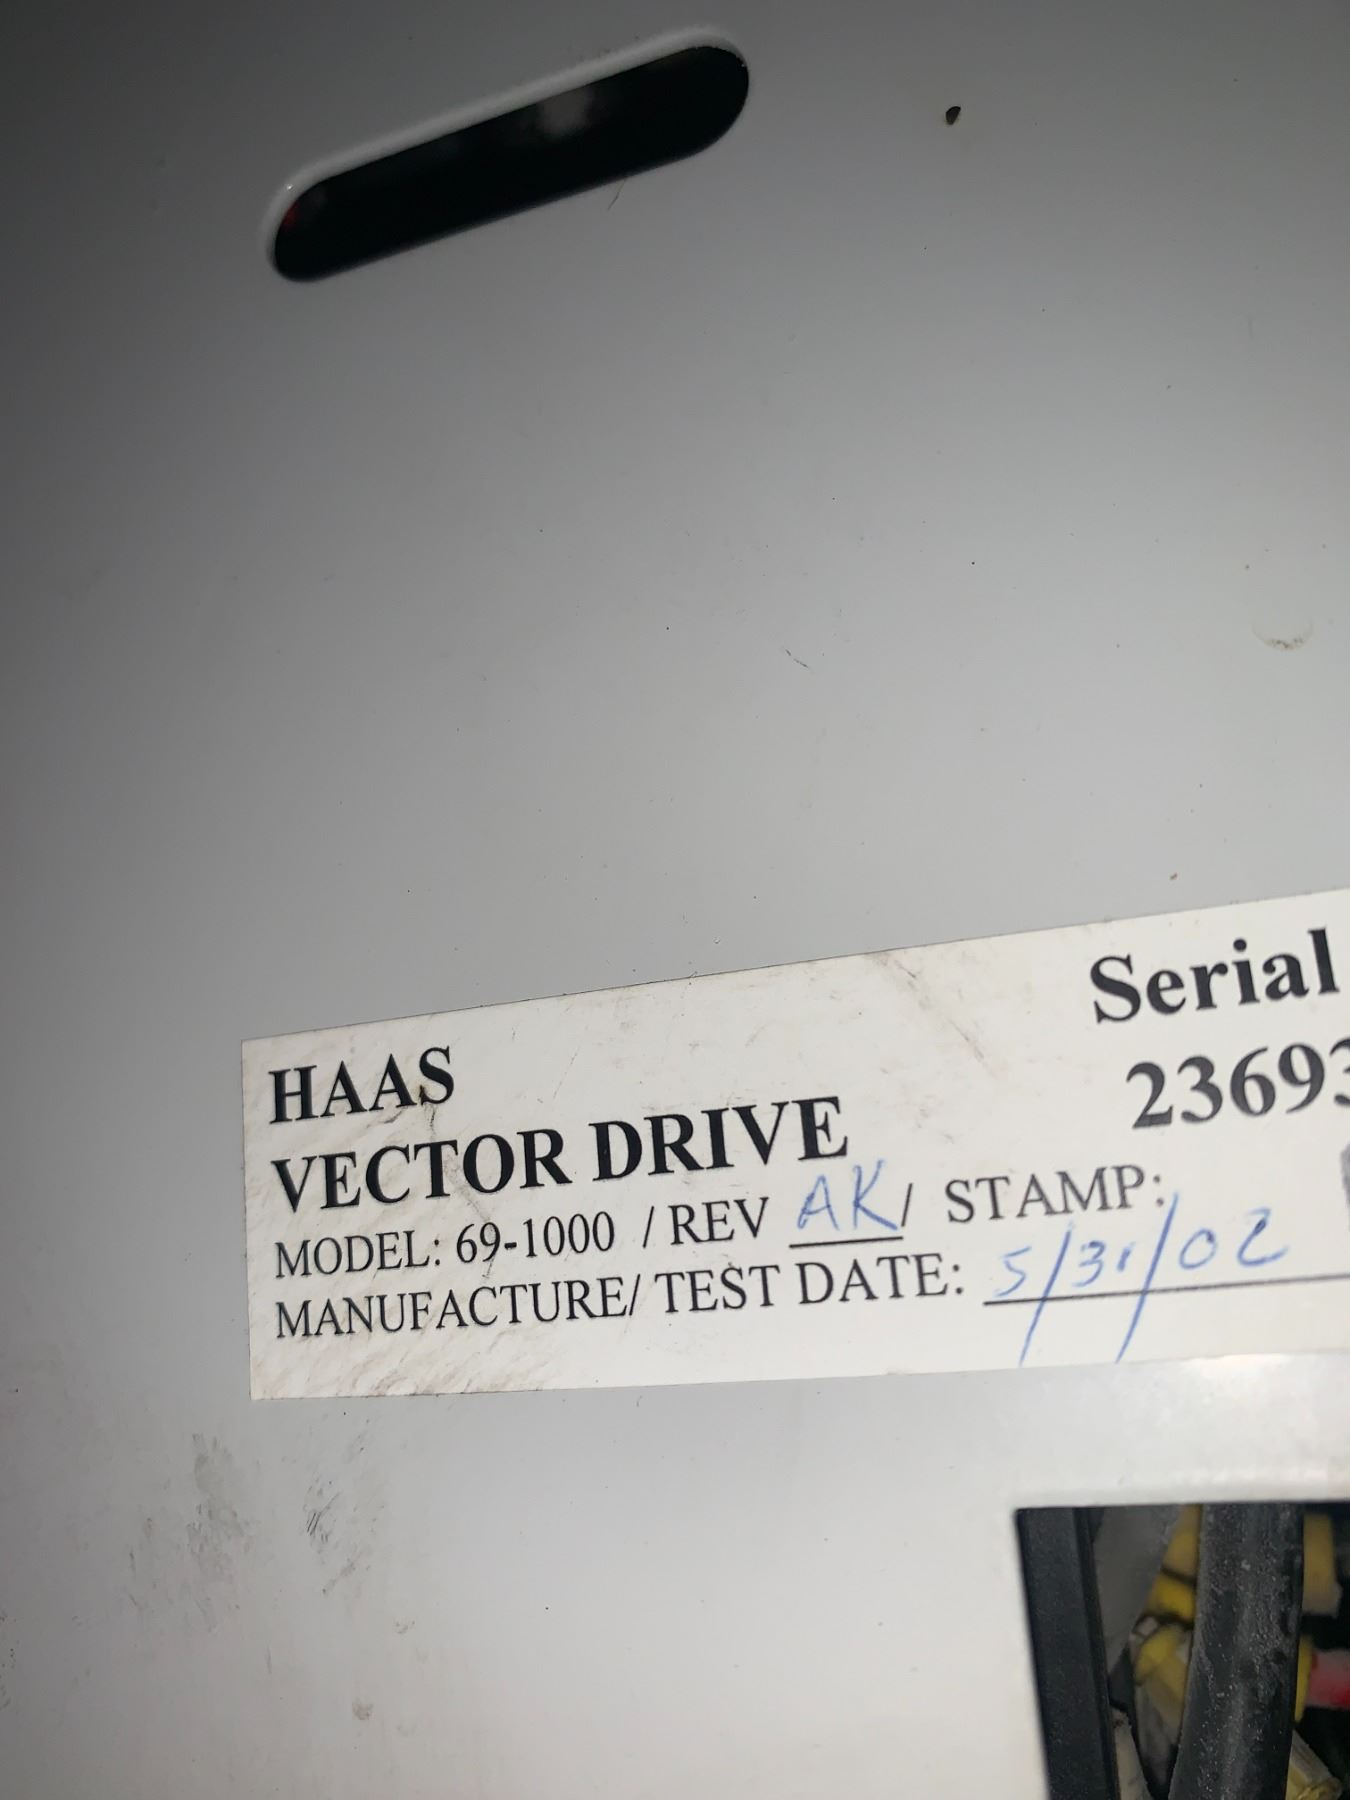 HAAS
Serial
VECTOR DRIVE
23693
MODEL: 69-1000 / REV AK / STAMP:
MANUFACTURE/ TEST DATE: 5/31/02